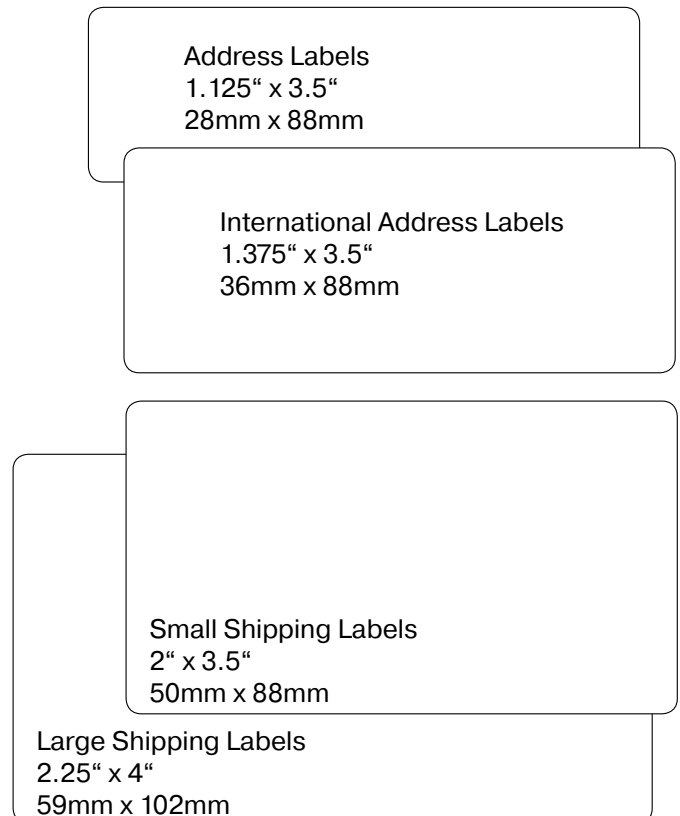 Address Labels
1.125“ x 3.5“
28mm x 88mm
International Address Labels
1.375“ x 3.5“
36mm x 88mm
Small Shipping Labels
2“ x 3.5“
50mm x 88mm
Large Shipping Labels
2.25“ x 4“
59mm x 102mm